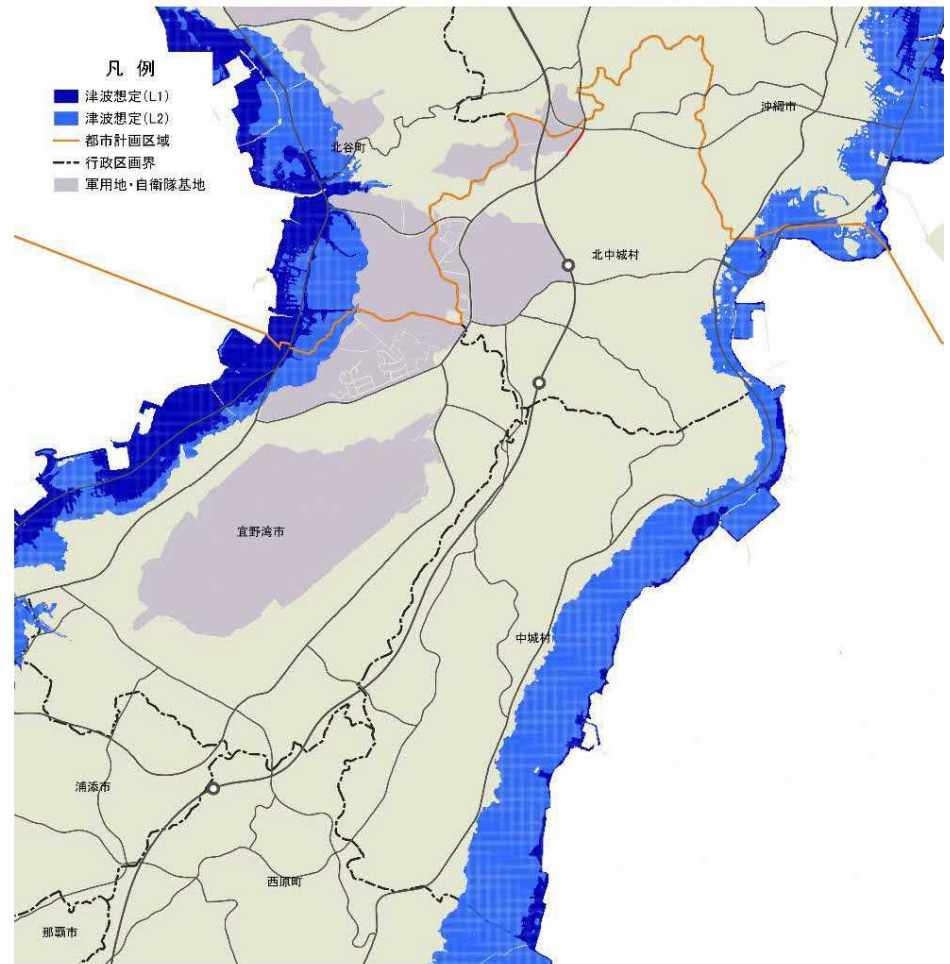 凡例
津波想定(L1)
津波想定(L2)
都市計画区域
行政区画界
軍用地・自衛隊基地
沖縄市
北谷町
北中城村
宜野湾市
中城村
浦添市
西原町
那覇市